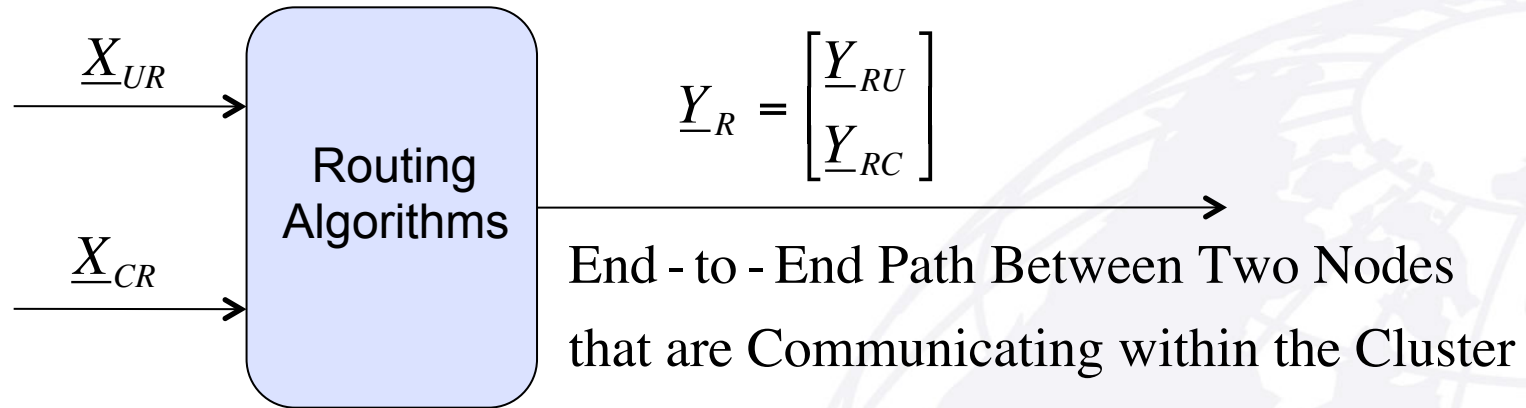 X_UR
X_CR
Routing
Algorithms
Y_R = [Y_RU
Y_RC]
End - to - End Path Between Two Nodes
that are Communicating within the Cluster